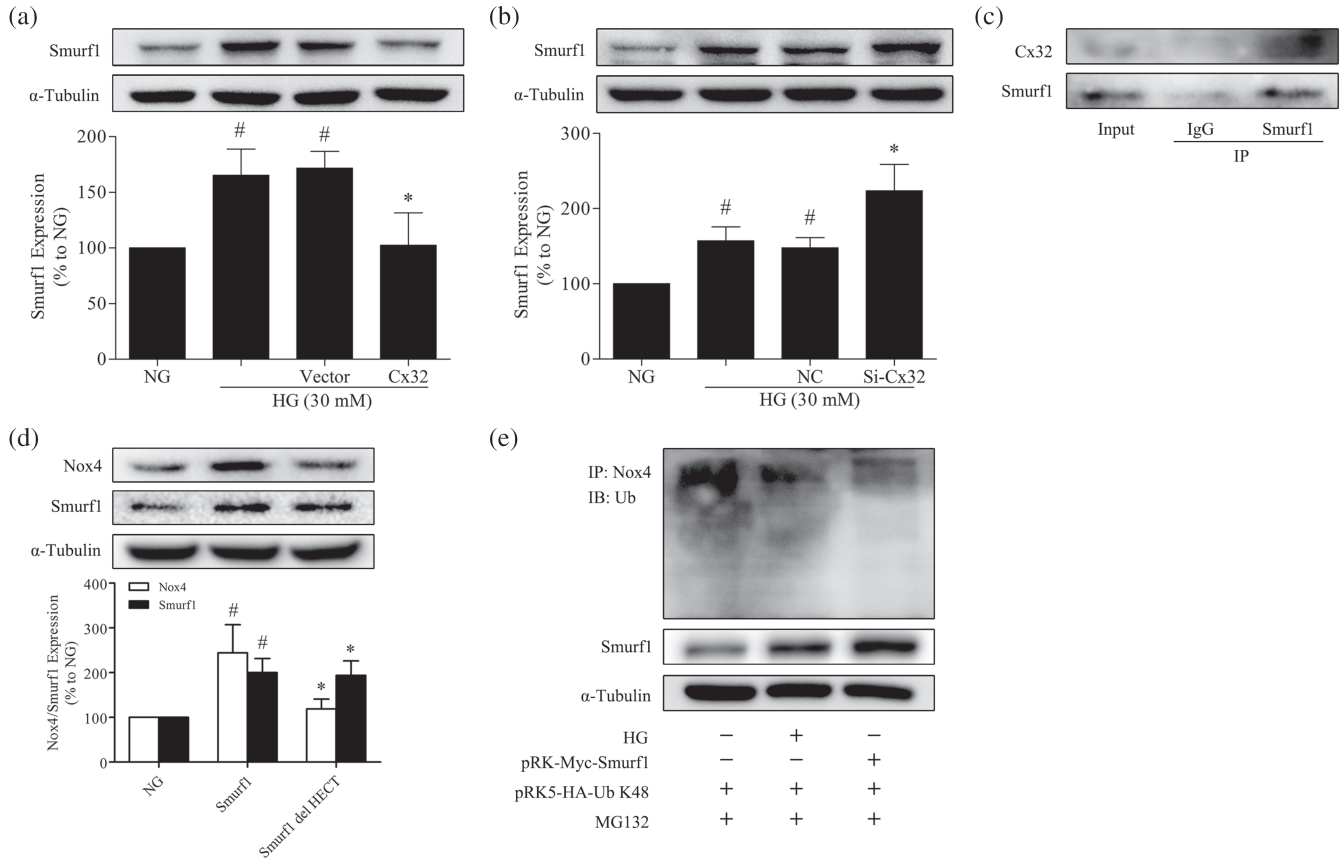 (a)
Smurf1
α-Tubulin
Smurf1 Expression
(% to NG)
200
150
100
50
0
#
#
*
NG
Vector
Cx32
HG (30 mM)
(b)
Smurf1
α-Tubulin
Smurf1 Expression
(% to NG)
300
200
100
0
#
#
*
NG
NC
Si-Cx32
HG (30 mM)
(c)
Cx32
Smurf1
Input
IgG
Smurf1
IP
(d)
Nox4
Smurf1
α-Tubulin
Nox4/Smurf1 Expression
(% to NG)
400
300
200
100
0
Nox4
Smurf1
#
#
*
*
NG
Smurf1
Smurf1 del HECT
(e)
IP: Nox4
IB: Ub
Smurf1
α-Tubulin
HG − + −
pRK-Myc-Smurf1 − − +
pRK5-HA-Ub K48 + + +
MG132 + + +